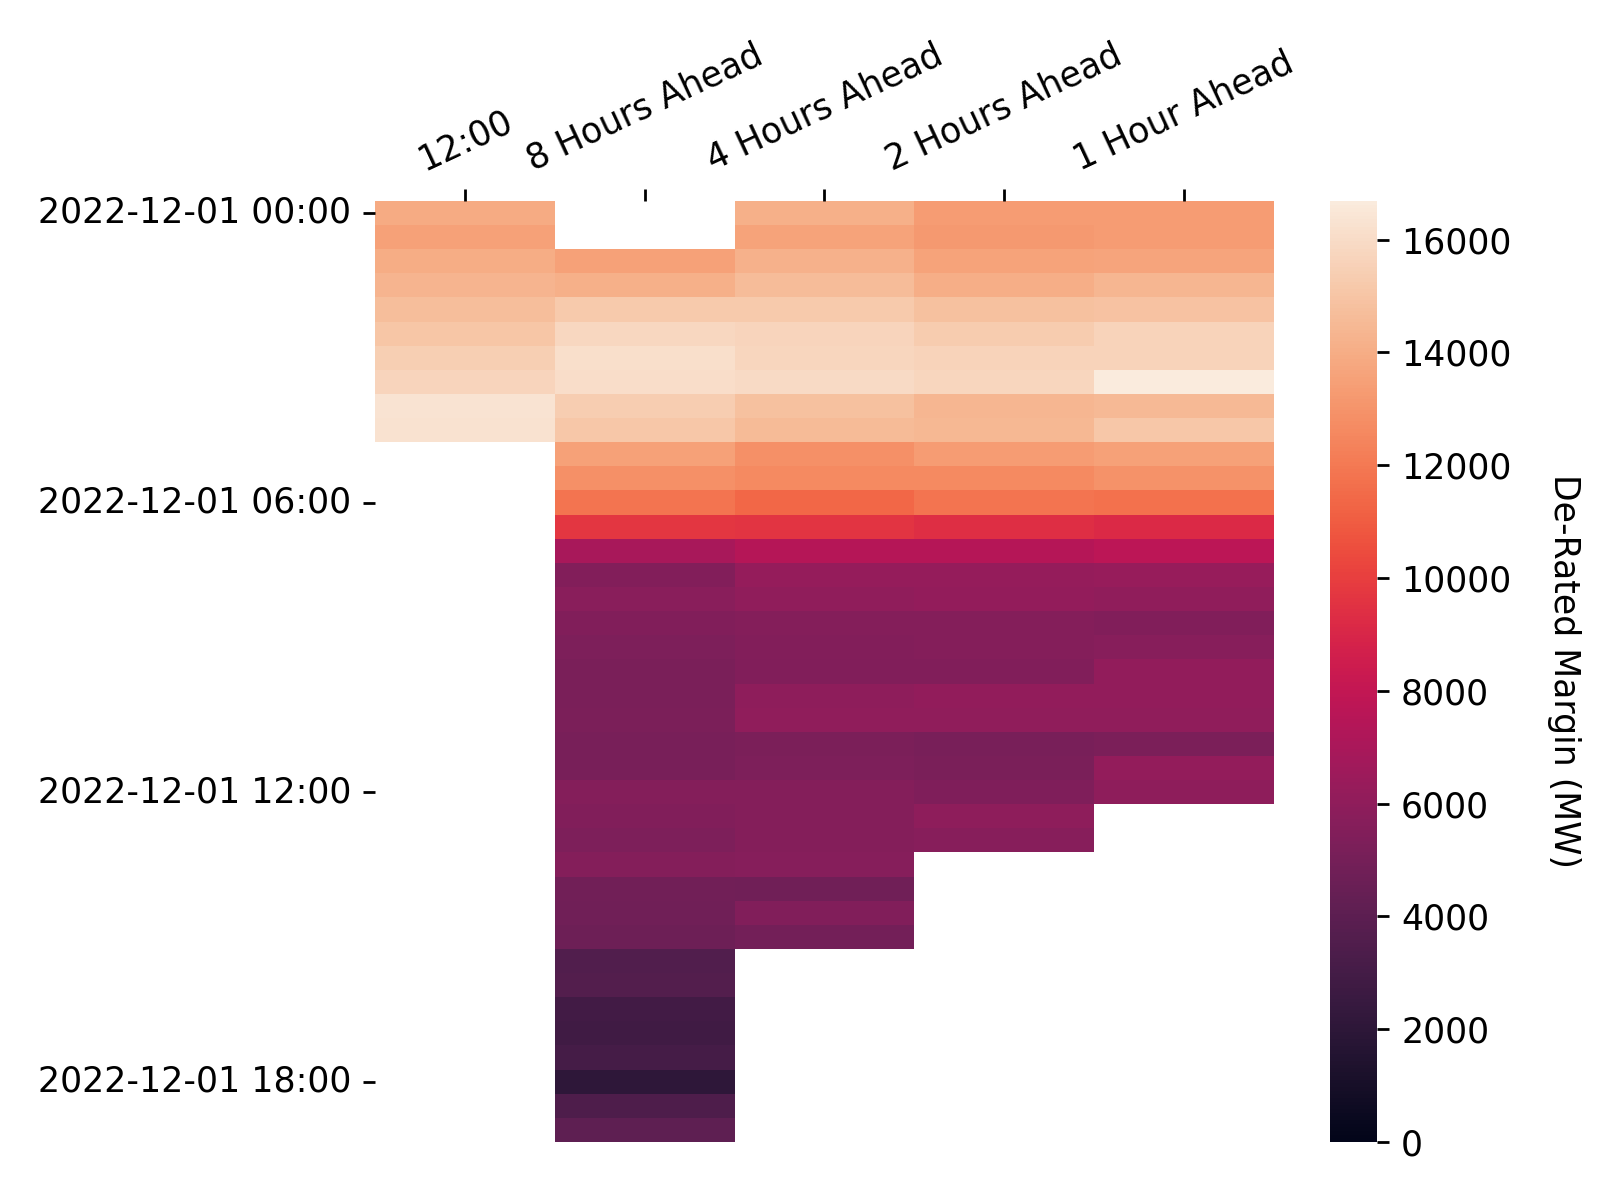 12:00
8 Hours Ahead
4 Hours Ahead
2 Hours Ahead
1 Hour Ahead
2022-12-01 00:00
2022-12-01 06:00
2022-12-01 12:00
2022-12-01 18:00
16000
14000
12000
10000
8000
6000
4000
2000
0
De-Rated Margin (MW)